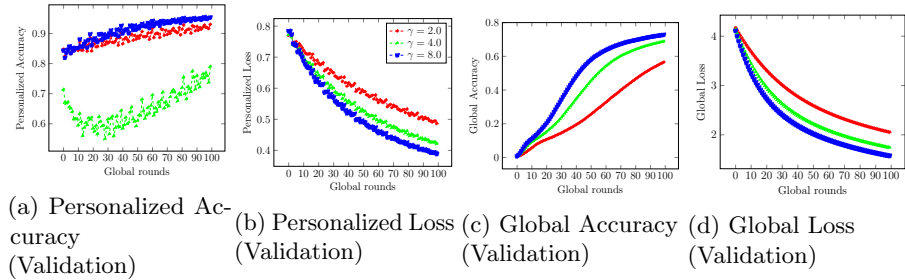 Personalized Accuracy
0.9
0.8
0.7
0.6
0 10 20 30 40 50 60 70 80 90 100
Global rounds
(a) Personalized Ac-
curacy
(Validation)
Personalized Loss
0.8
0.7
0.6
0.5
0.4
γ = 2.0
γ = 4.0
γ = 8.0
0 10 20 30 40 50 60 70 80 90 100
Global rounds
(b) Personalized Loss
(Validation)
Global Accuracy
0.8
0.6
0.4
0.2
0
0 10 20 30 40 50 60 70 80 90 100
Global rounds
(c) Global Accuracy
(Validation)
Global Loss
4
3
2
0 10 20 30 40 50 60 70 80 90 100
Global rounds
(d) Global Loss
(Validation)